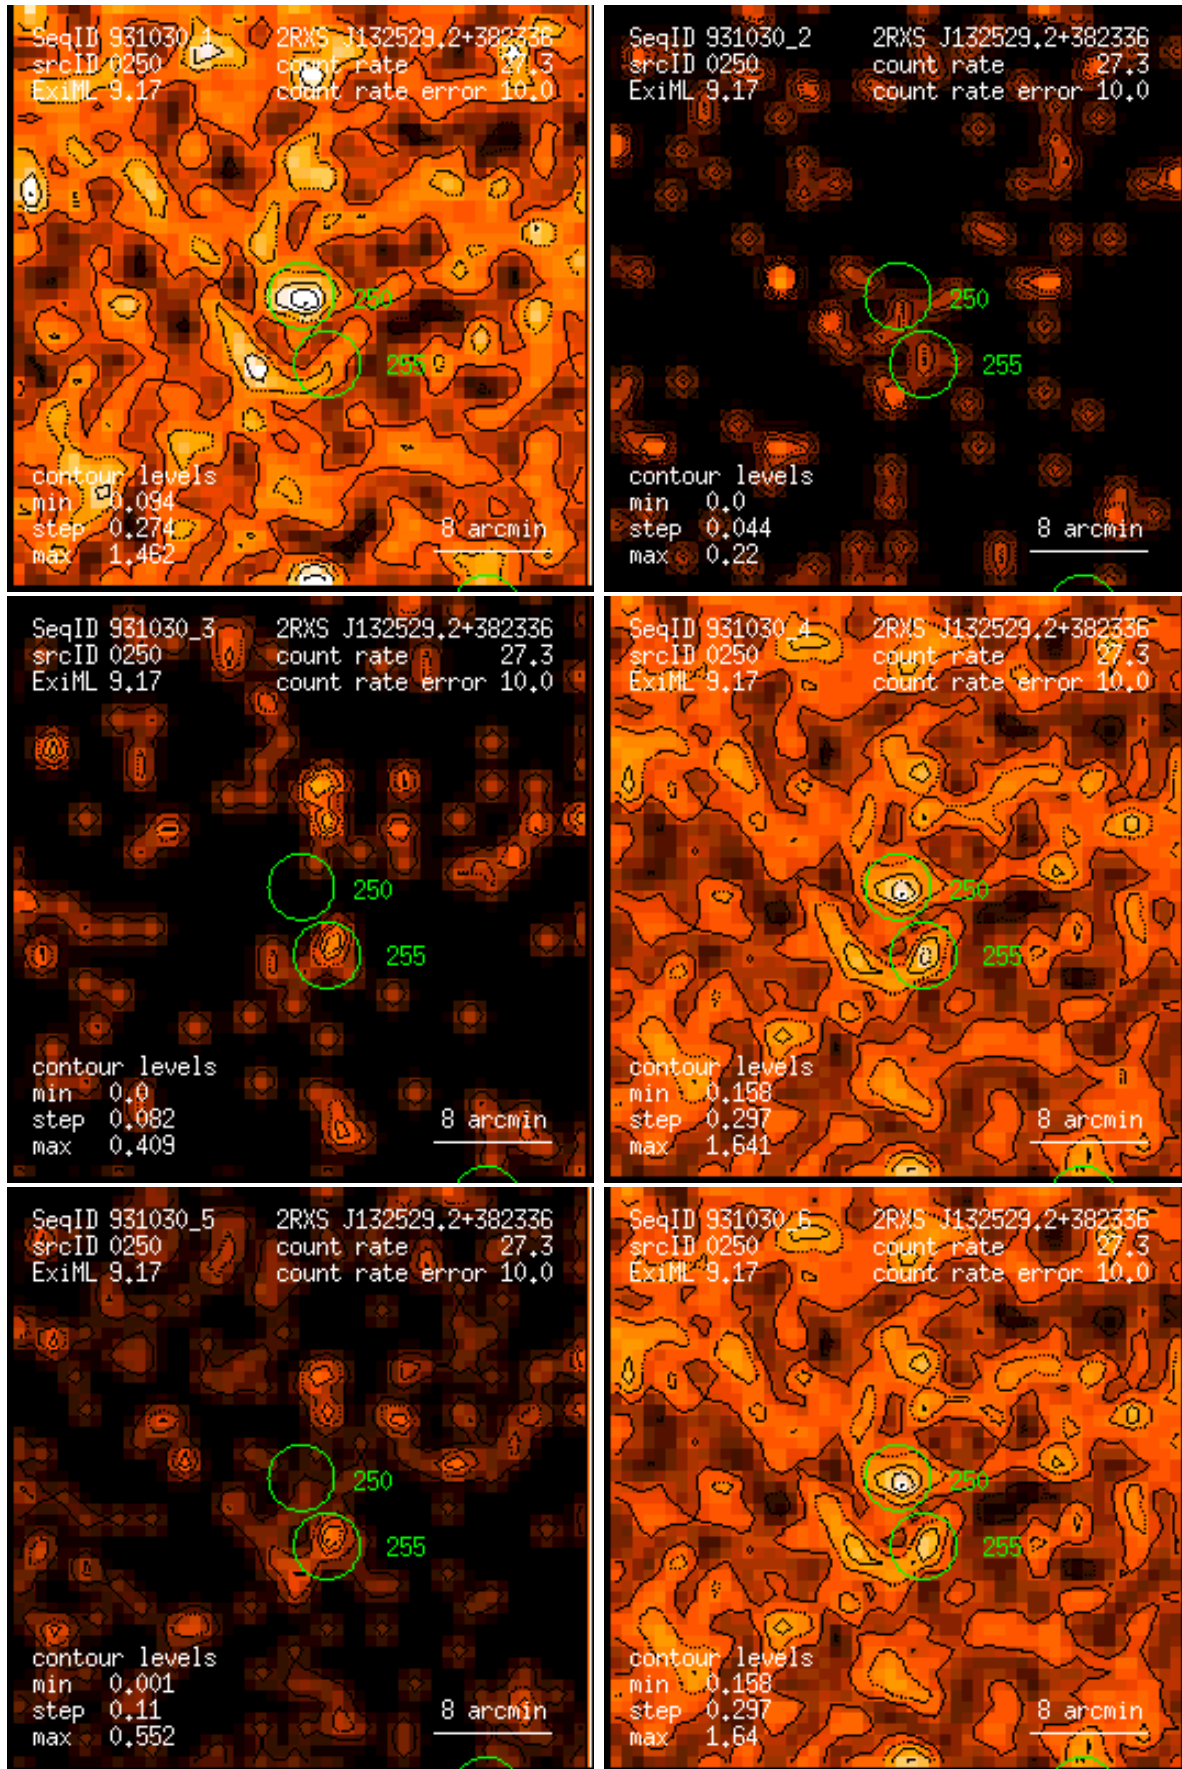 SeqID 931030_1 2RXS J132529.2+382336
srcID 0250 count rate 27.3
ExiML 9.17 count rate error 10.0
250
255
contour levels
min 0.094
step 0.274
max 1.462
8 arcmin
SeqID 931030_2 2RXS J132529.2+382336
srcID 0250 count rate 27.3
ExiML 9.17 count rate error 10.0
250
255
contour levels
min 0.0
step 0.044
max 0.22
8 arcmin
SeqID 931030_3 2RXS J132529.2+382336
srcID 0250 count rate 27.3
ExiML 9.17 count rate error 10.0
250
255
contour levels
min 0.0
step 0.082
max 0.409
8 arcmin
SeqID 931030_4 2RXS J132529.2+382336
srcID 0250 count rate 27.3
ExiML 9.17 count rate error 10.0
250
255
contour levels
min 0.158
step 0.297
max 1.641
8 arcmin
SeqID 931030_5 2RXS J132529.2+382336
srcID 0250 count rate 27.3
ExiML 9.17 count rate error 10.0
250
255
contour levels
min 0.001
step 0.11
max 0.552
8 arcmin
SeqID 931030_6 2RXS J132529.2+382336
srcID 0250 count rate 27.3
ExiML 9.17 count rate error 10.0
250
255
contour levels
min 0.158
step 0.297
max 1.64
8 arcmin